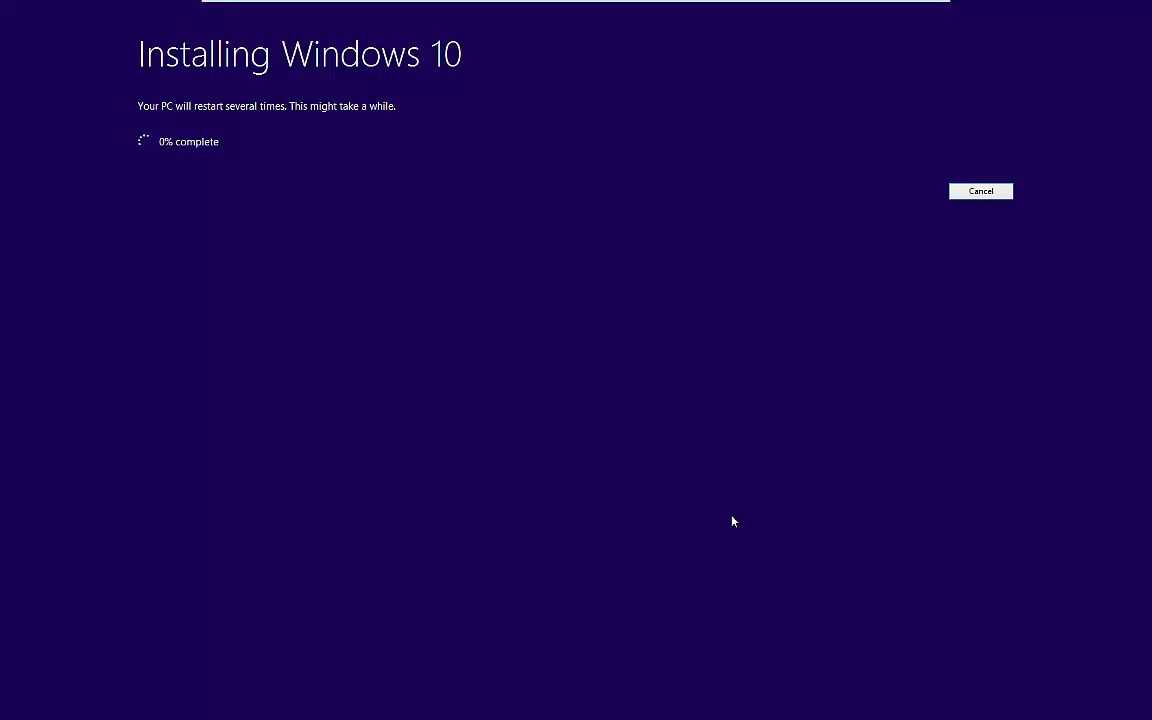 Installing Windows 10
Your PC will restart several times. This might take a while.
0% complete
Cancel